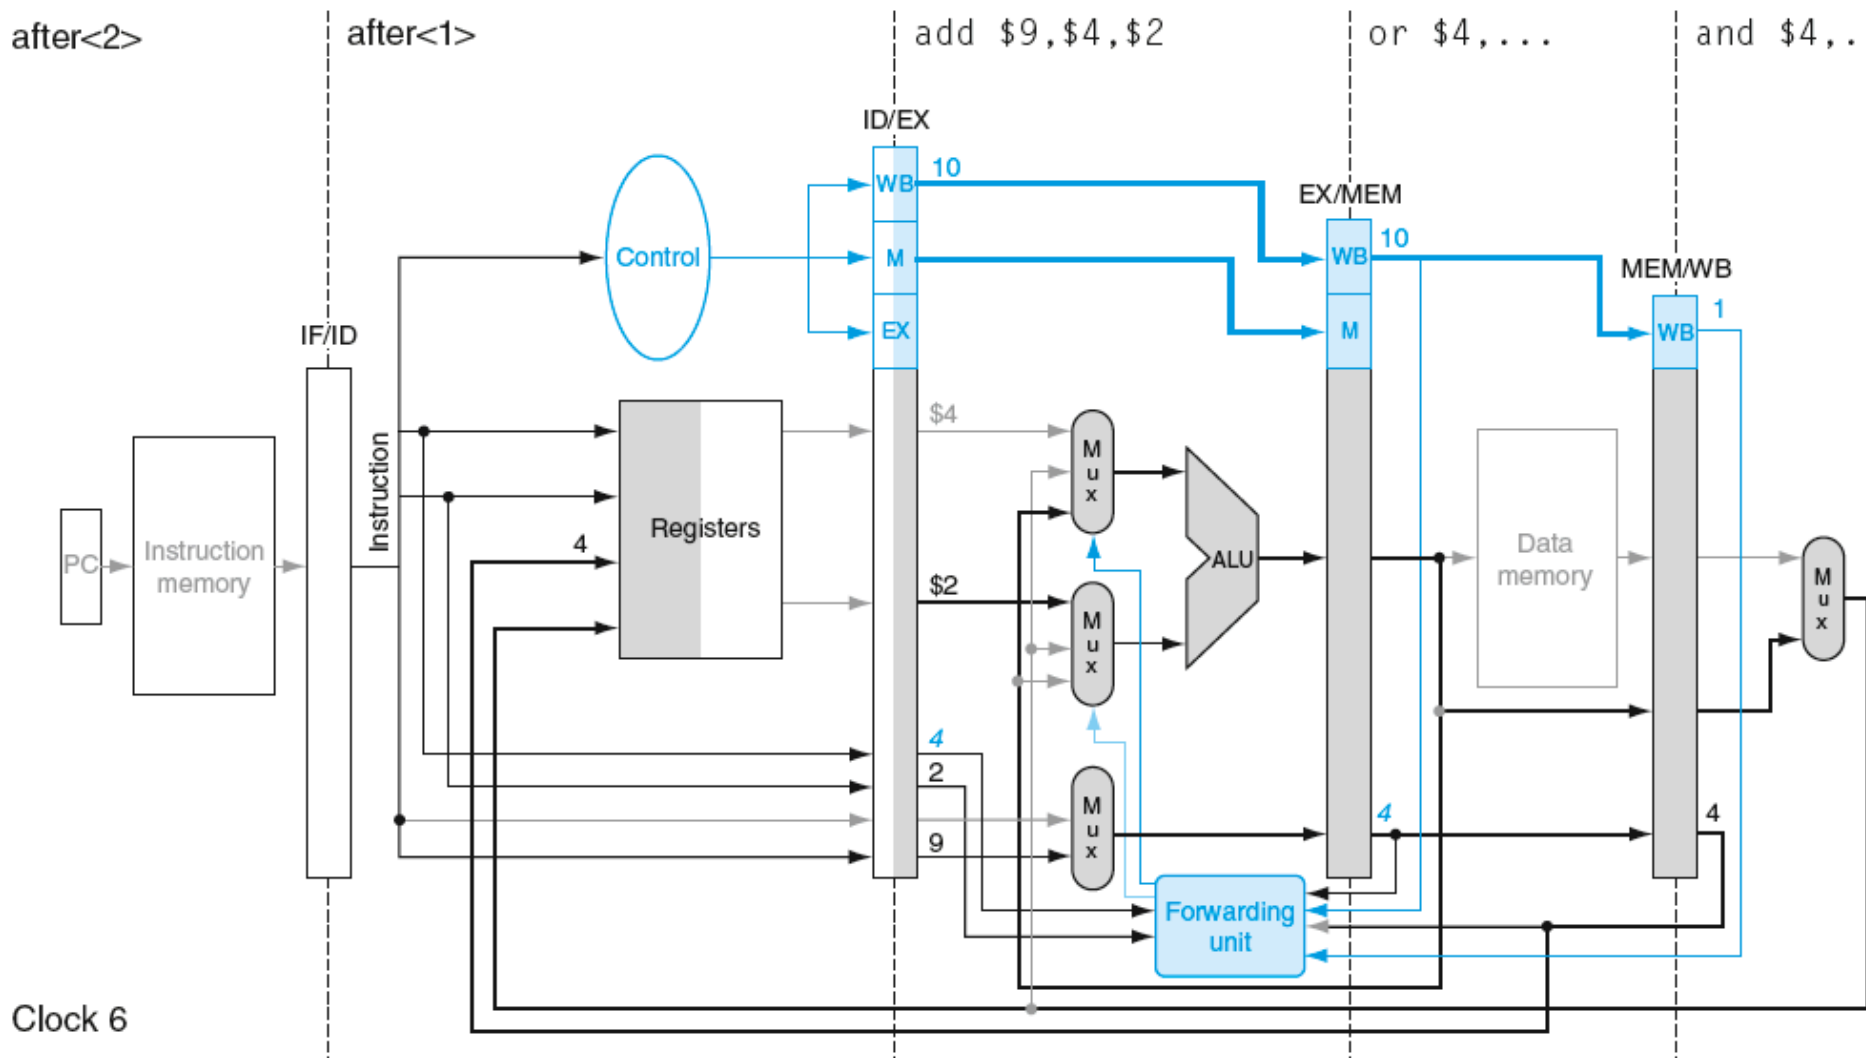 after<2>
after<1>
add $9,$4,$2
or $4,...
and $4,.
ID/EX
WB
10
EX/MEM
Control
M
WB
10
MEM/WB
EX
M
WB
1
IF/ID
Instruction
$4
M
u
x
PC
Instruction
memory
4
Registers
ALU
Data
memory
M
u
x
$2
M
u
x
4
2
9
M
u
x
4
4
Forwarding
unit
Clock 6